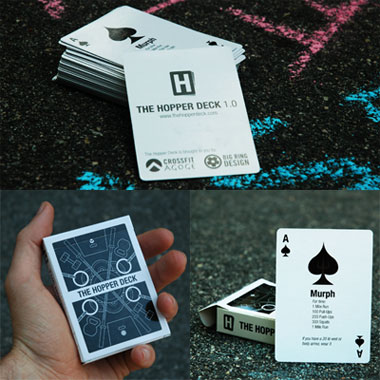 Murph
H
THE HOPPER DECK 1.0
www.thehopperdeck.com
The Hopper Deck is brought to you by:
CROSSFIT
AGOGE
BIG RING
DESIGN
THE HOPPER DECK
H THE HOPPER
A
Murph
For time:
1 Mile Run
100 Pull-Ups
200 Push-Ups
300 Squats
1 Mile Run
If you have a 20 lb vest or
body armor, wear it
A